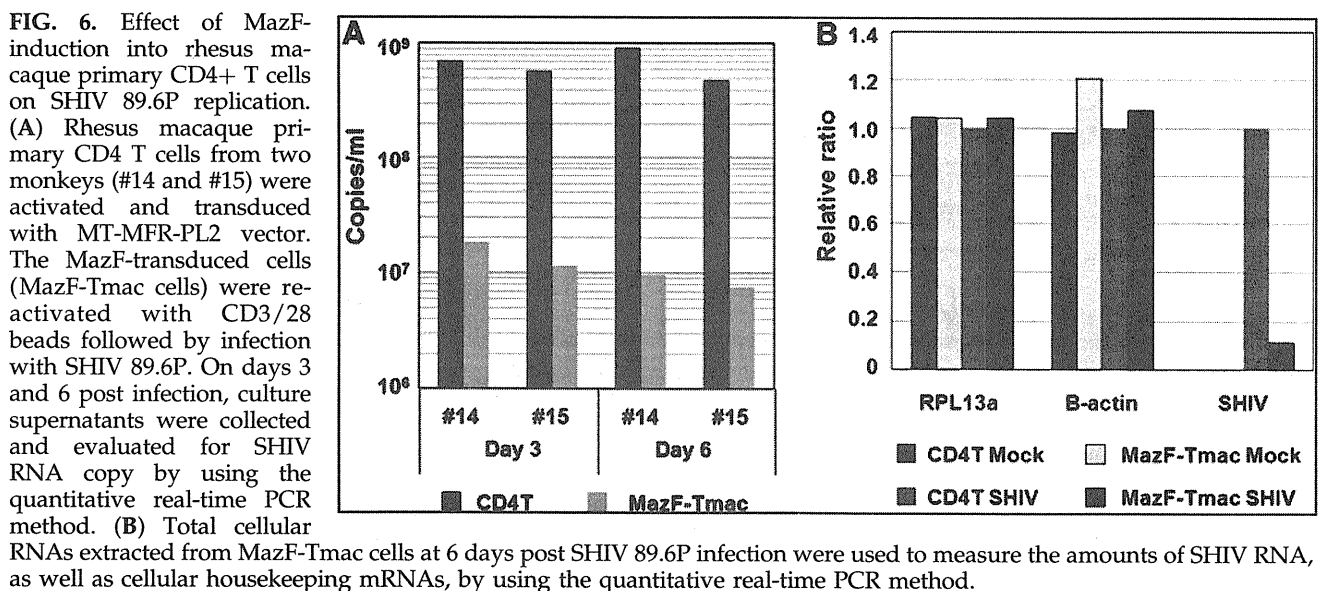 FIG. 6. Effect of MazF-
induction into rhesus ma-
caque primary CD4+ T cells
on SHIV 89.6P replication.
(A) Rhesus macaque pri-
mary CD4 T cells from two
monkeys (#14 and #15) were
activated and transduced
with MT-MFR-PL2 vector.
The MazF-transduced cells
(MazF-Tmac cells) were re-
activated with CD3/28
beads followed by infection
with SHIV 89.6P. On days 3
and 6 post infection, culture
supernatants were collected
and evaluated for SHIV
RNA copy by using the
quantitative real-time PCR
method. (B) Total cellular
RNAs extracted from MazF-Tmac cells at 6 days post SHIV 89.6P infection were used to measure the amounts of SHIV RNA,
as well as cellular housekeeping mRNAs, by using the quantitative real-time PCR method.
A
Copies/ml
10⁹
10⁸
10⁷
10⁶
#14 #15 #14 #15
Day 3 Day 6
CD4T MazF-Tmac
B
Relative ratio
1.4
1.2
1.0
0.8
0.6
0.4
0.2
0
RPL13a B-actin SHIV
CD4T Mock MazF-Tmac Mock
CD4T SHIV MazF-Tmac SHIV